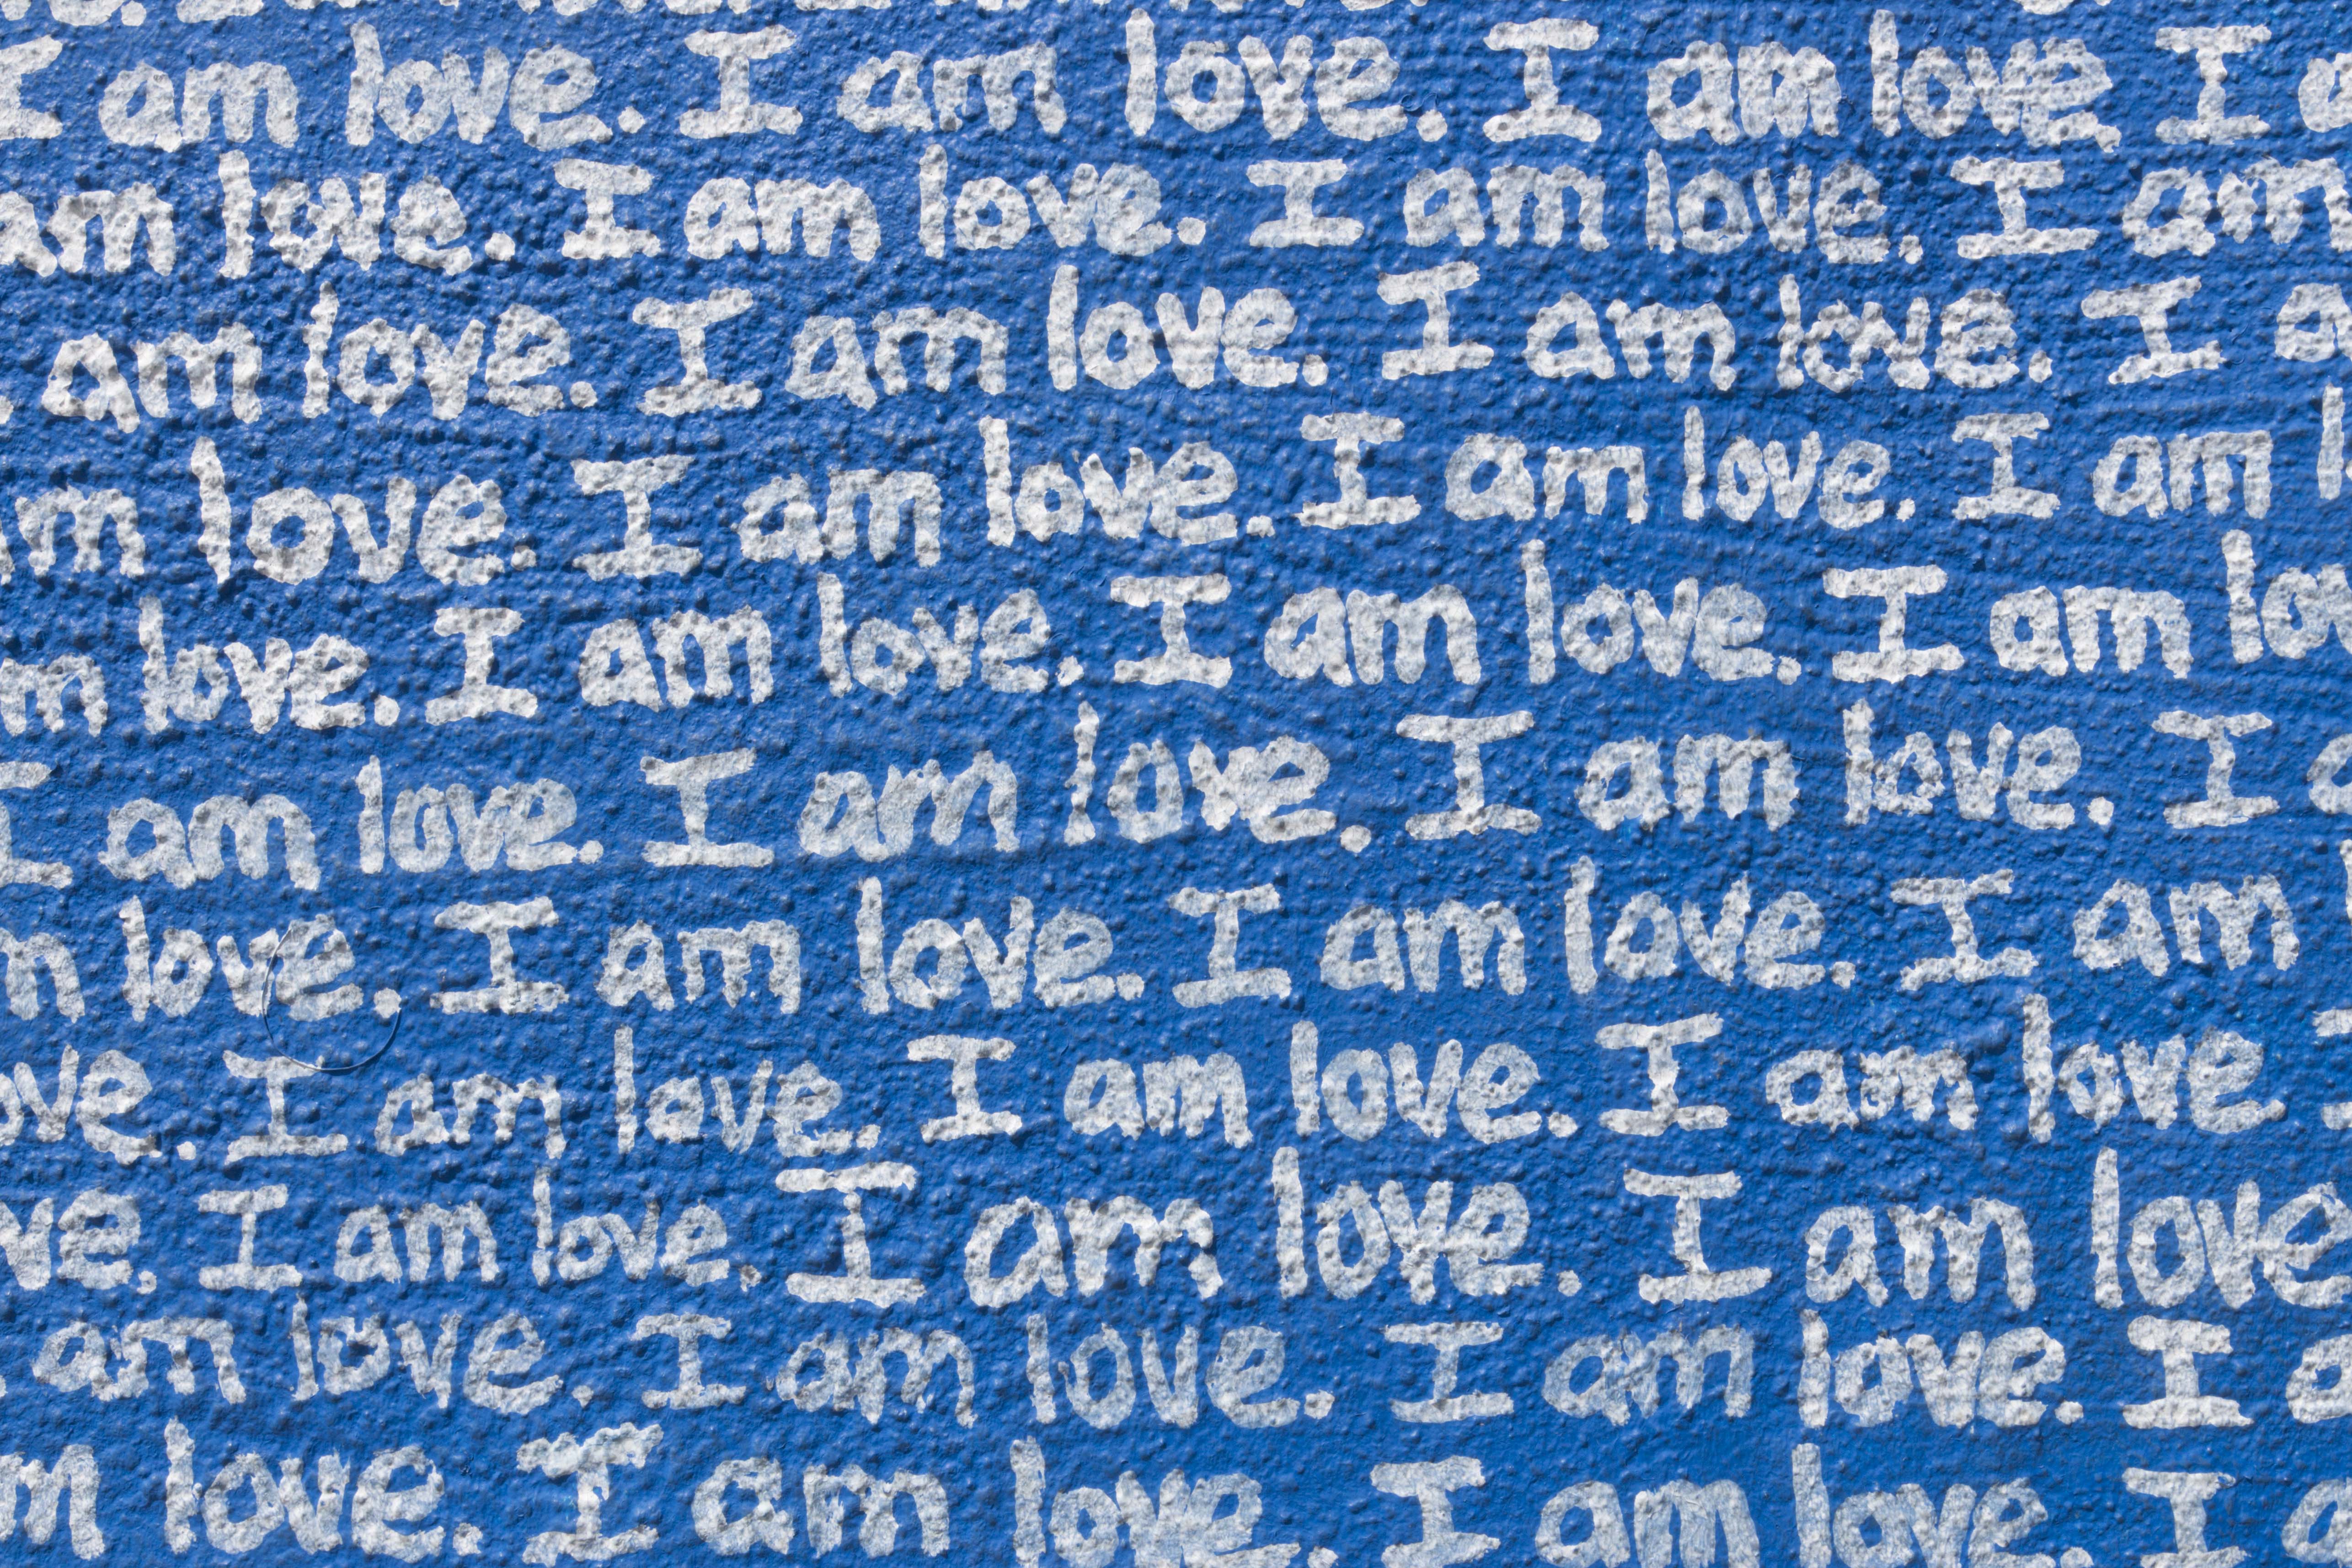 I am love. I am love. I am love. I a
am love. I am love. I am love. I am
am love. I am love. I am love. I a
m love. I am love. I am love. I am l
m love. I am love. I am love. I am lov
I am love. I am love. I am love. I a
m love. I am love. I am love. I am
ove. I am love. I am love. I am love I
ve. I am love. I am love. I am love
am love. I am love. I am love. I a
m love. I am love. I am love. I a